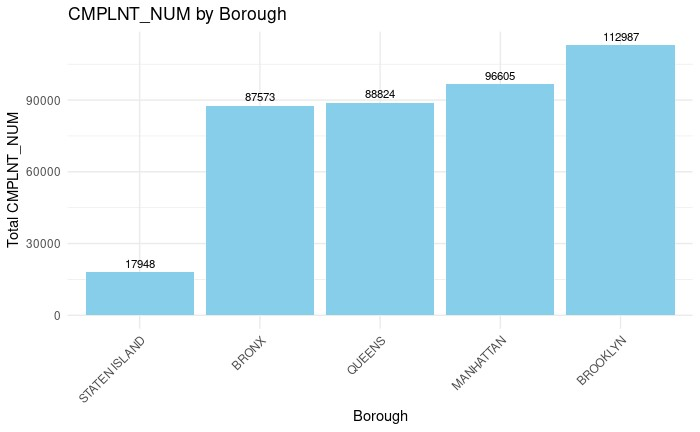 CMPLNT_NUM by Borough
112987
96605
88824
87573
17948
90000
60000
30000
0
Total CMPLNT_NUM
STATEN ISLAND
BRONX
QUEENS
MANHATTAN
BROOKLYN
Borough